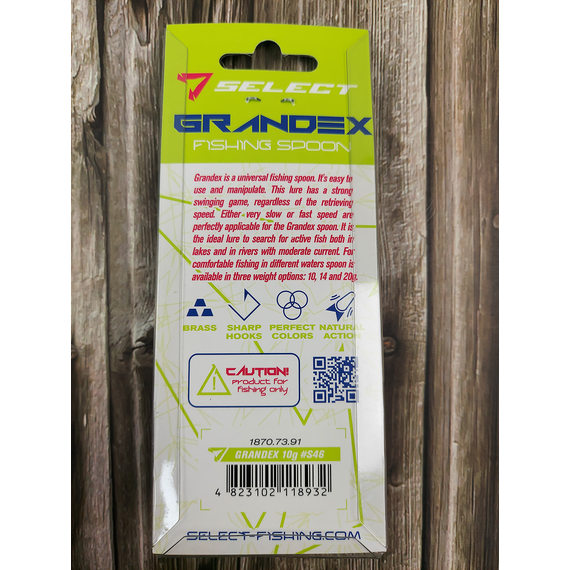 SELECT
GRANDEX
FISHING SPOON
Grandex is a universal fishing spoon. It's easy to
use and manipulate. This lure has a strong
swinging game, regardless of the retrieving
speed. Either very slow or fast speed are
perfectly applicable for the Grandex spoon. It is
the ideal lure to search for active fish both in
lakes and in rivers with moderate current. For
comfortable fishing in different waters spoon is
available in three weight options: 10, 14 and 20g.
BRASS SHARP HOOKS PERFECT COLORS NATURAL ACTION
CAUTION!
product for
fishing only
1870.73.91
GRANDEX 10g #S46
4 823102 118932
SELECT-FISHING.COM